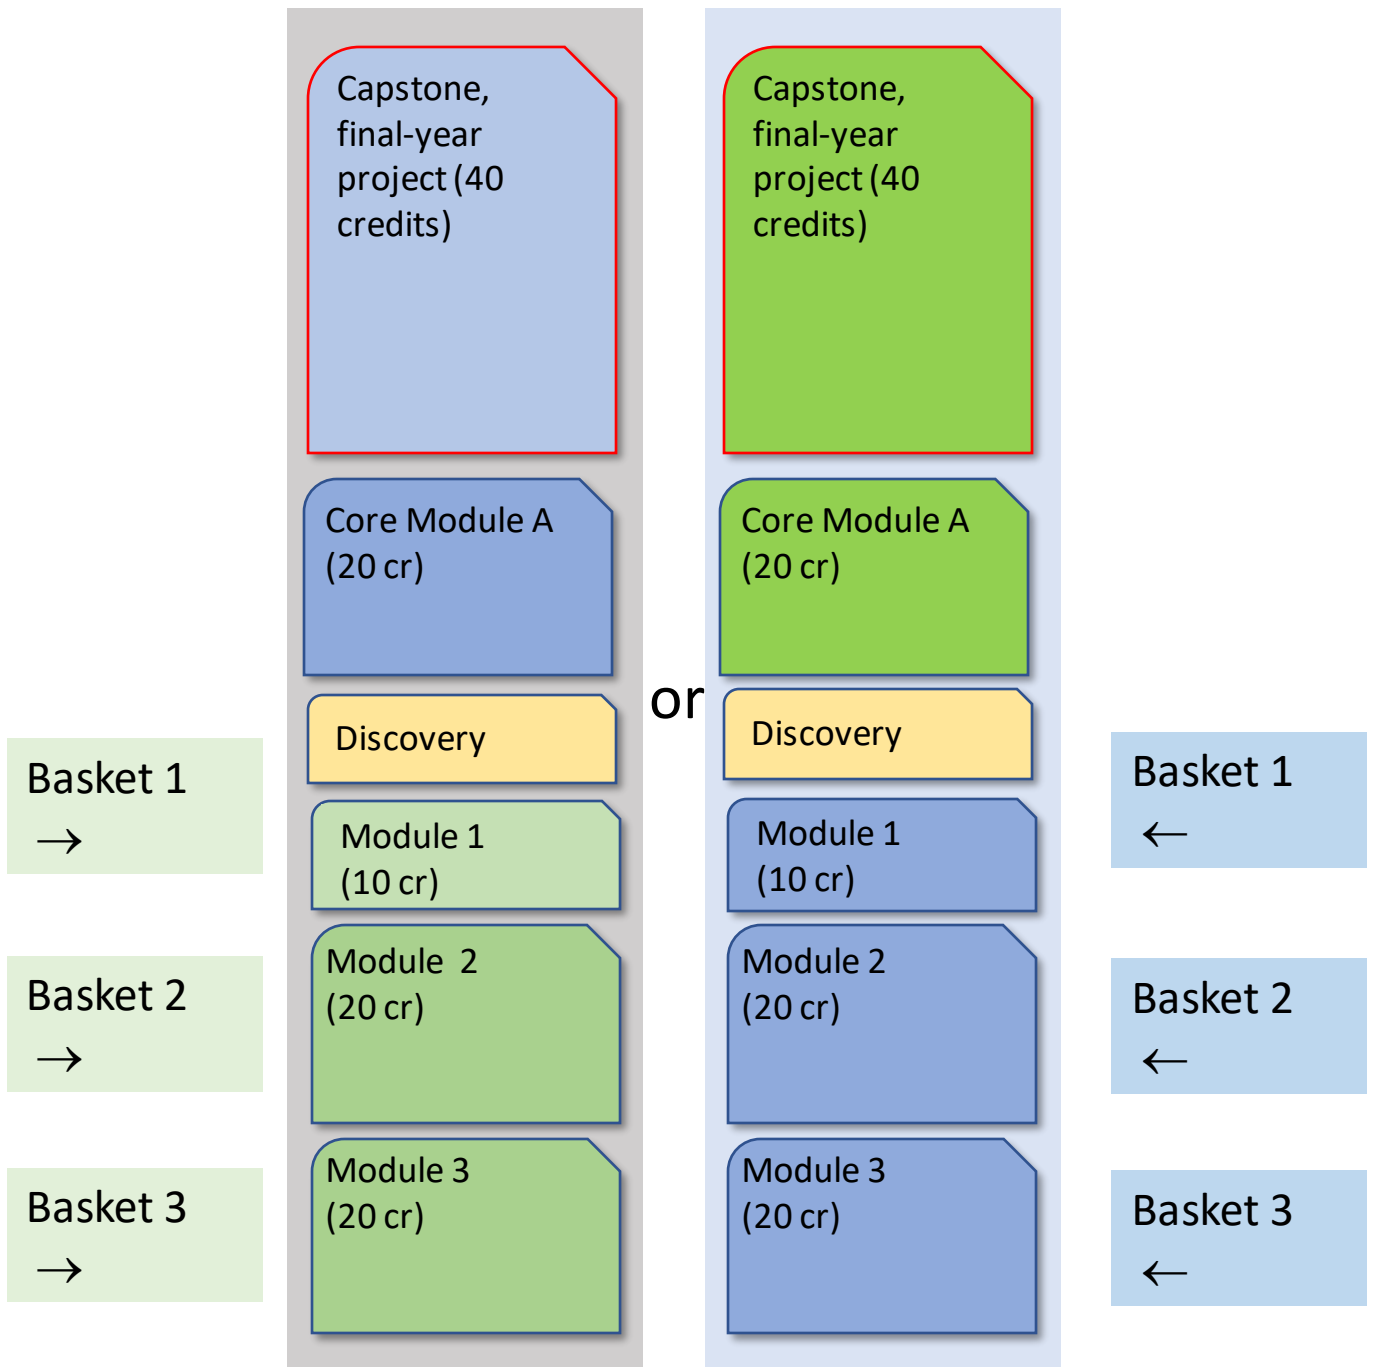 Capstone,
final-year
project (40
credits)
Core Module A
(20 cr)
Discovery
Module 1
(10 cr)
Module  2
(20 cr)
Module 3
(20 cr)
Basket 1
→
Basket 2
→
Basket 3
→
or
Capstone,
final-year
project (40
credits)
Core Module A
(20 cr)
Discovery
Module 1
(10 cr)
Module 2
(20 cr)
Module 3
(20 cr)
Basket 1
←
Basket 2
←
Basket 3
←